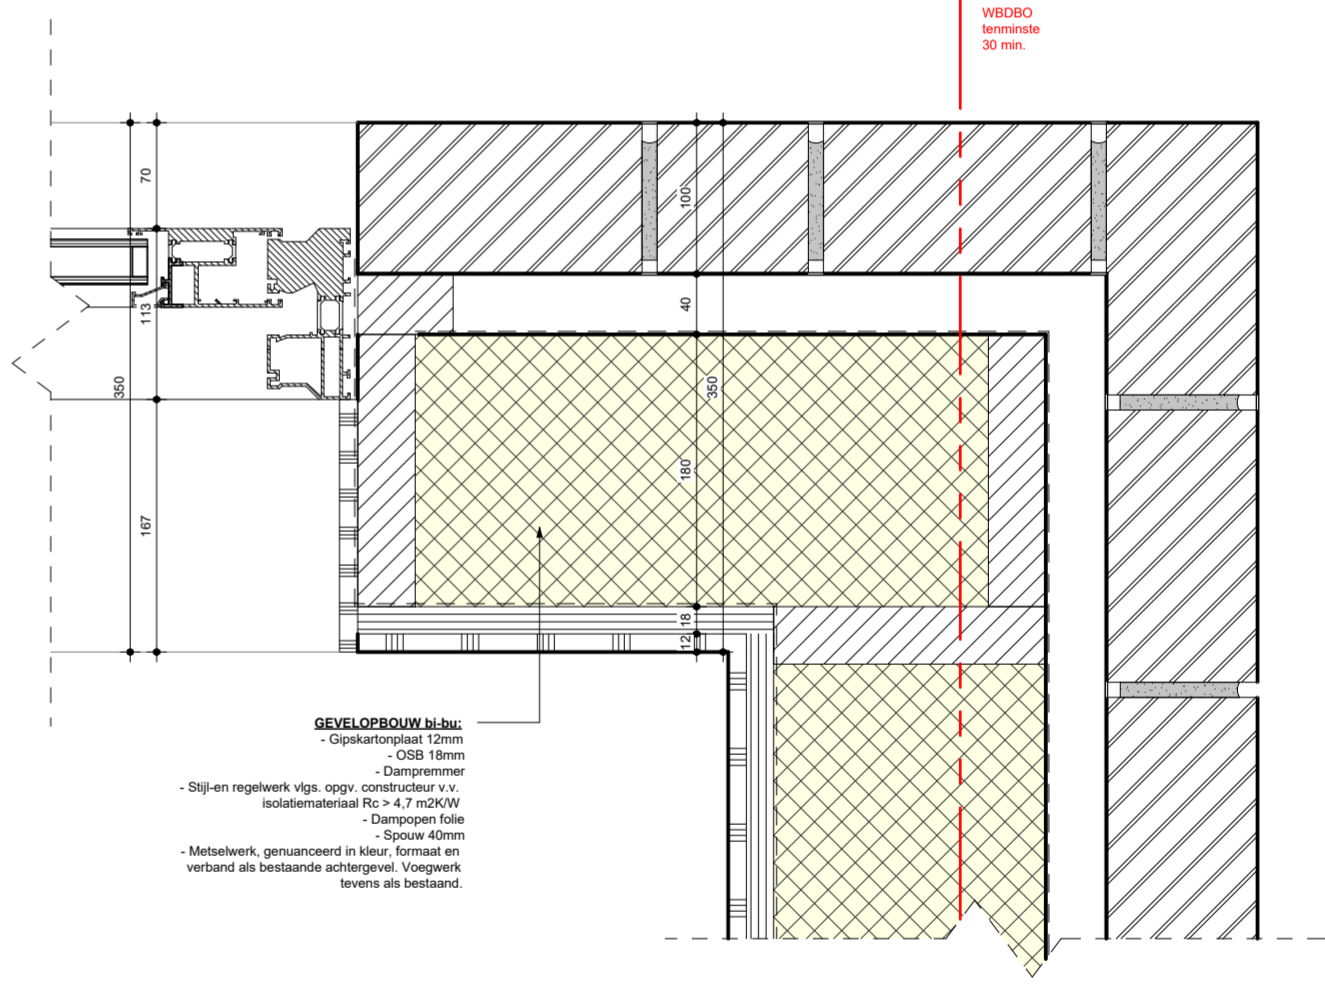 WBDBO
tenminste
30 min.
70
113
350
167
100
40
350
180
18
12
GEVELOPBOUW bi-bu:
- Gipskartonplaat 12mm
- OSB 18mm
- Dampremmer
- Stijl-en regelwerk vlgs. opgv. constructeur v.v.
isolatiemateriaal Rc > 4,7 m2K/W
- Dampopen folie
- Spouw 40mm
- Metselwerk, genuanceerd in kleur, formaat en
verband als bestaande achtergevel. Voegwerk
tevens als bestaand.